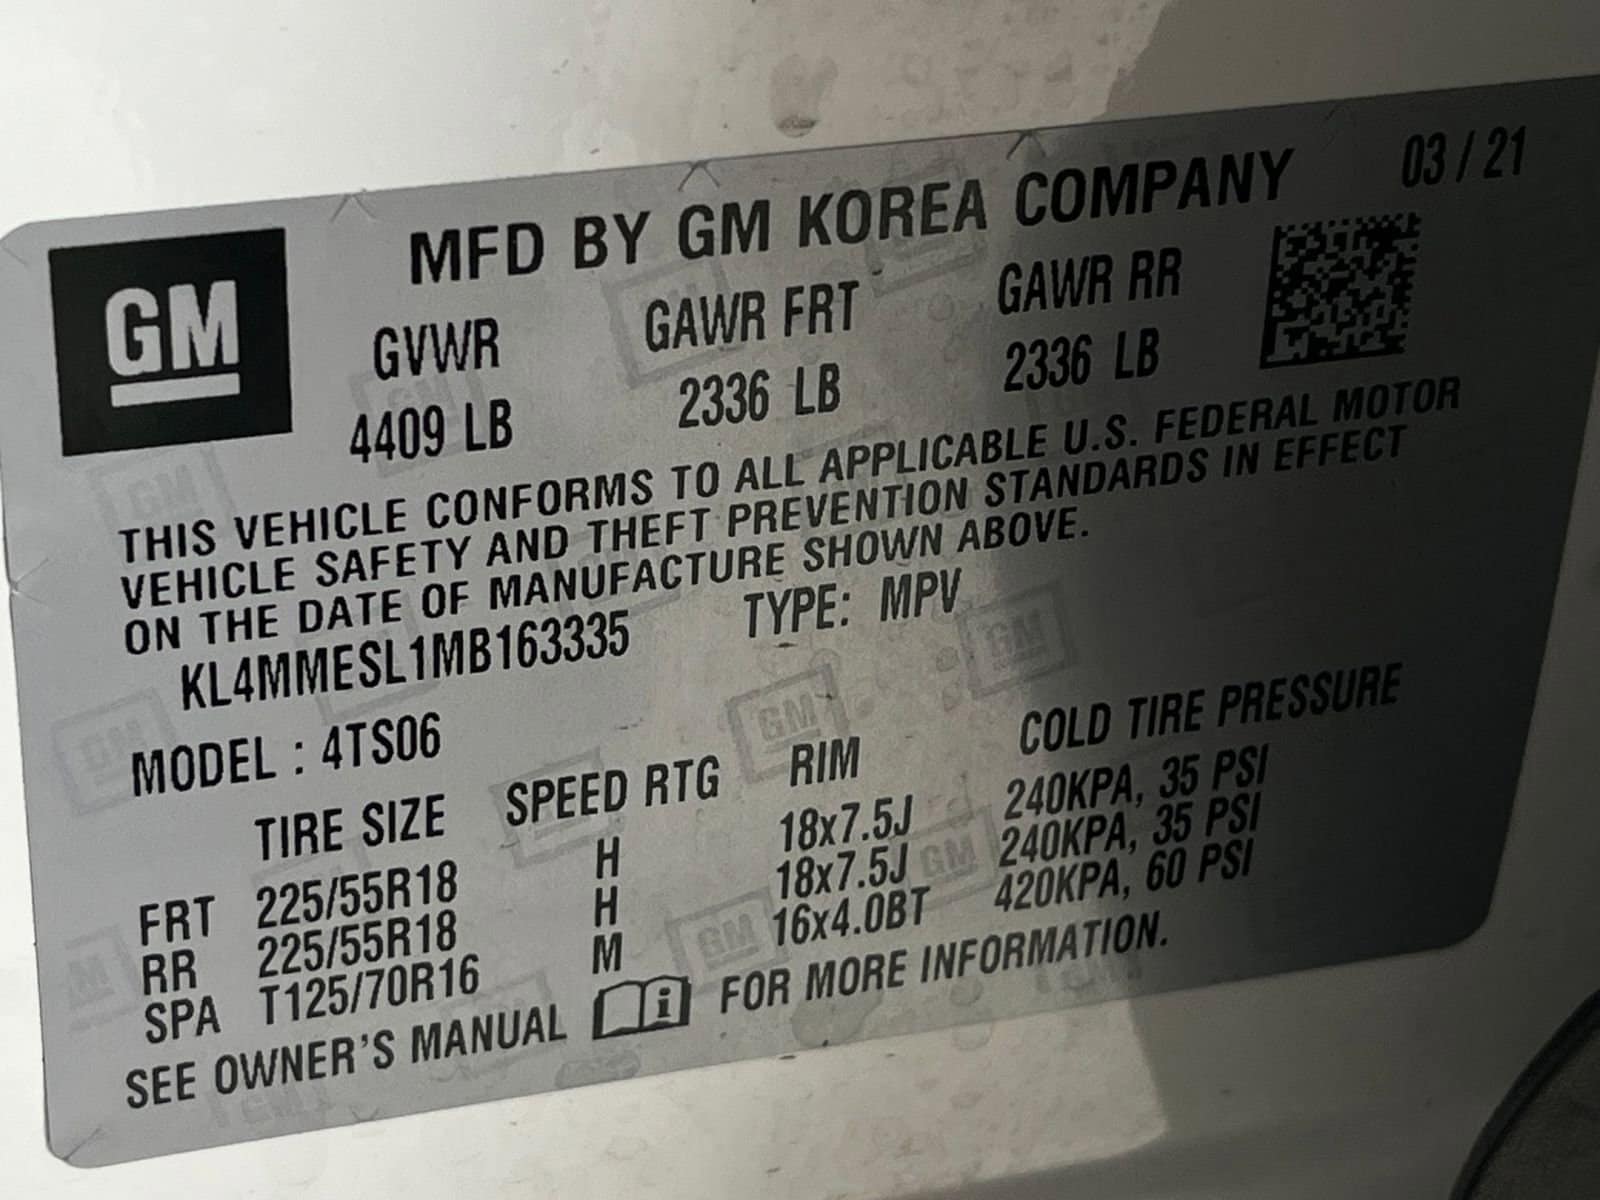 GM
MFD BY GM KOREA COMPANY 03 / 21
GVWR GAWR FRT GAWR RR
4409 LB 2336 LB 2336 LB
THIS VEHICLE CONFORMS TO ALL APPLICABLE U.S. FEDERAL MOTOR
VEHICLE SAFETY AND THEFT PREVENTION STANDARDS IN EFFECT
ON THE DATE OF MANUFACTURE SHOWN ABOVE.
KL4MMESL1MB163335 TYPE: MPV
MODEL : 4TS06
TIRE SIZE SPEED RTG RIM COLD TIRE PRESSURE
FRT 225/55R18 H 18x7.5J 240KPA, 35 PSI
RR 225/55R18 H 18x7.5J 240KPA, 35 PSI
SPA T125/70R16 M 16x4.0BT 420KPA, 60 PSI
SEE OWNER'S MANUAL FOR MORE INFORMATION.